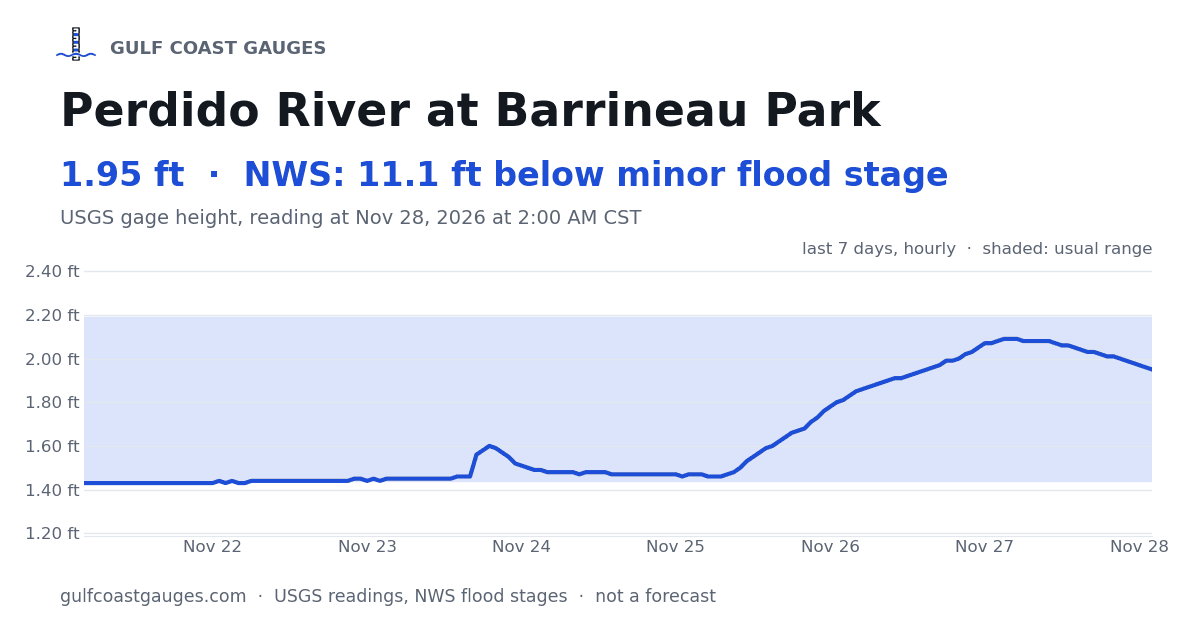 GULF COAST GAUGES
Perdido River at Barrineau Park
1.95 ft · NWS: 11.1 ft below minor flood stage
USGS gage height, reading at Nov 28, 2026 at 2:00 AM CST
last 7 days, hourly · shaded: usual range
2.40 ft
2.20 ft
2.00 ft
1.80 ft
1.60 ft
1.40 ft
1.20 ft
Nov 22 Nov 23 Nov 24 Nov 25 Nov 26 Nov 27 Nov 28
gulfcoastgauges.com · USGS readings, NWS flood stages · not a forecast